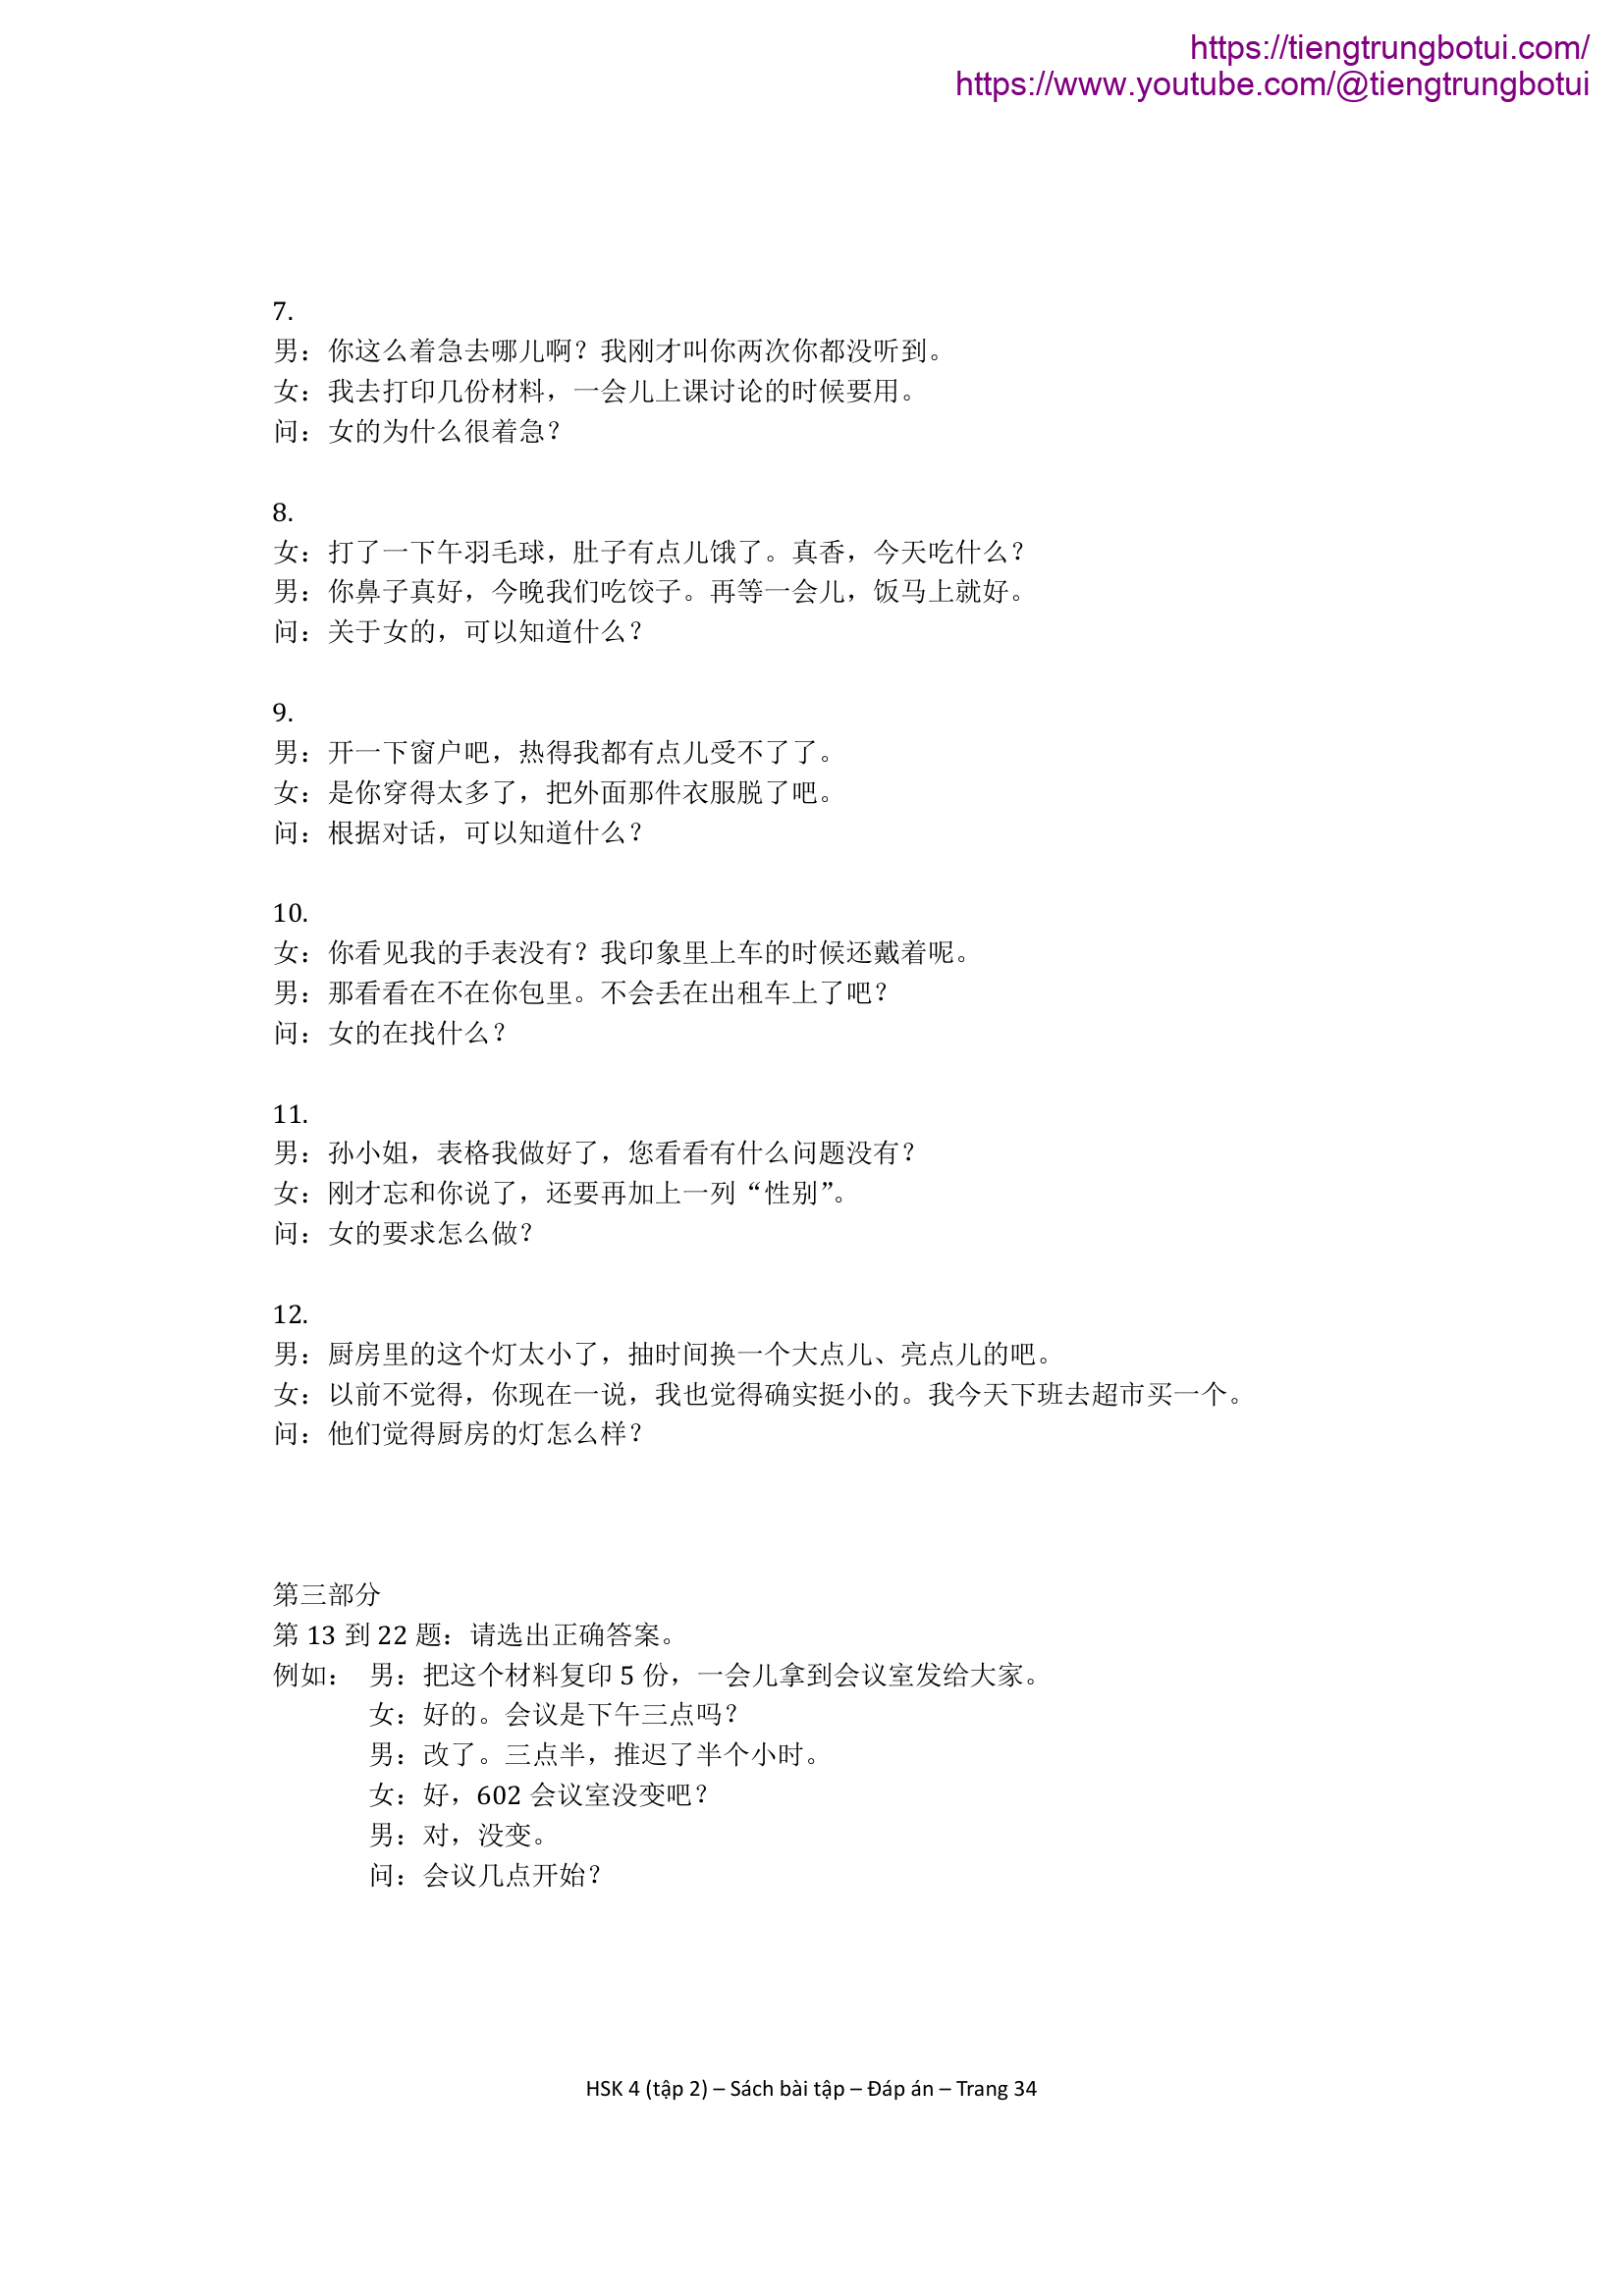 https://tiengtrungbotui.com/
https://www.youtube.com/@tiengtrungbotui
7.
男：你这么着急去哪儿啊？我刚才叫你两次你都没听到。
女：我去打印几份材料，一会儿上课讨论的时候要用。
问：女的为什么很着急？
8.
女：打了一下午羽毛球，肚子有点儿饿了。真香，今天吃什么？
男：你鼻子真好，今晚我们吃饺子。再等一会儿，饭马上就好。
问：关于女的，可以知道什么？
9.
男：开一下窗户吧，热得我都有点儿受不了了。
女：是你穿得太多了，把外面那件衣服脱了吧。
问：根据对话，可以知道什么？
10.
女：你看见我的手表没有？我印象里上车的时候还戴着呢。
男：那看看在不在你包里。不会丢在出租车上了吧？
问：女的在找什么？
11.
男：孙小姐，表格我做好了，您看看有什么问题没有？
女：刚才忘和你说了，还要再加上一列“性别”。
问：女的要求怎么做？
12.
男：厨房里的这个灯太小了，抽时间换一个大点儿、亮点儿的吧。
女：以前不觉得，你现在一说，我也觉得确实挺小的。我今天下班去超市买一个。
问：他们觉得厨房的灯怎么样？
第三部分
第 13 到 22 题：请选出正确答案。
例如： 男：把这个材料复印 5 份，一会儿拿到会议室发给大家。
女：好的。会议是下午三点吗？
男：改了。三点半，推迟了半个小时。
女：好，602 会议室没变吧？
男：对，没变。
问：会议几点开始？
HSK 4 (tập 2) – Sách bài tập – Đáp án – Trang 34